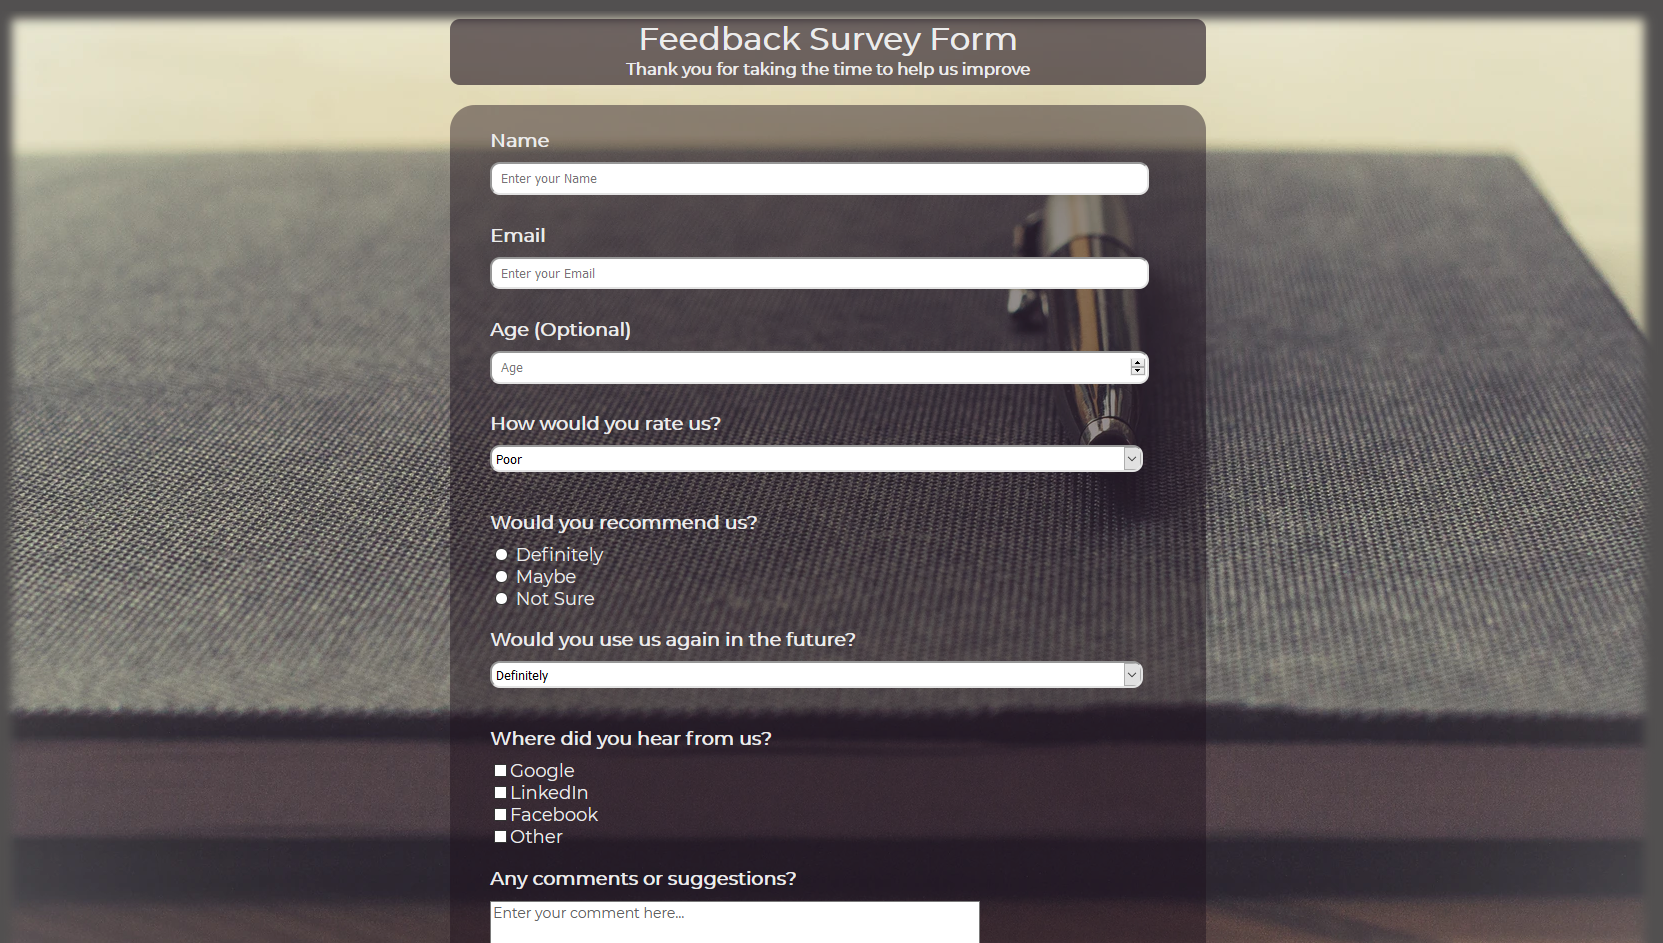 Feedback Survey Form
Thank you for taking the time to help us improve
Name
Enter your Name
Email
Enter your Email
Age (Optional)
Age
How would you rate us?
Poor
Would you recommend us?
Definitely
Maybe
Not Sure
Would you use us again in the future?
Definitely
Where did you hear from us?
Google
LinkedIn
Facebook
Other
Any comments or suggestions?
Enter your comment here...